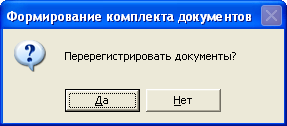 Формирование комплекта документов
Перерегистрировать документы?
Да
Нет